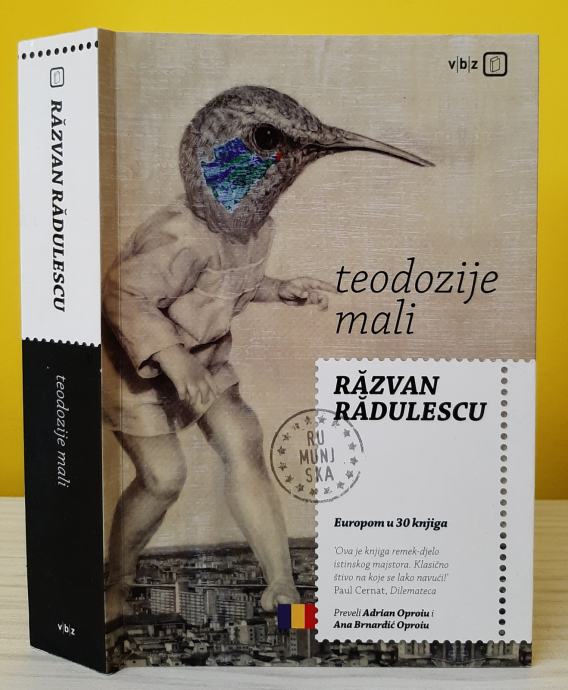 RĂZVAN RĂDULESCU
teodozije mali
v|b|z
v|b|z
teodozije
mali
RĂZVAN
RĂDULESCU
RU
MUNJ
SKA
Europom u 30 knjiga
'Ova je knjiga remek-djelo
istinskog majstora. Klasično
štivo na koje se lako navući!'
Paul Cernat, Dilemateca
Preveli Adrian Oproiu i
Ana Brnardić Oproiu